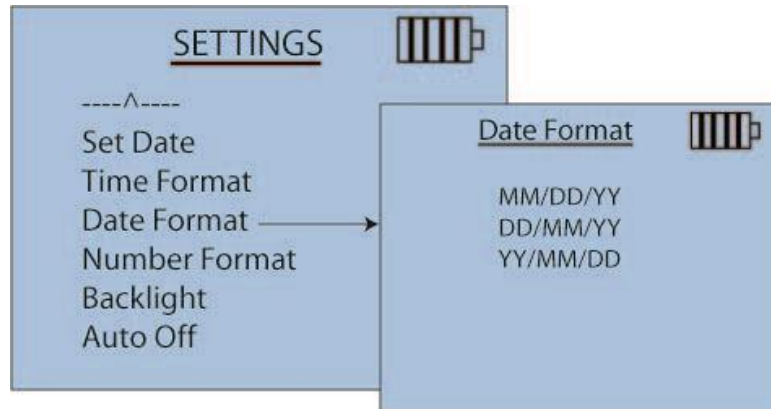 SETTINGS
----^----
Set Date
Time Format
Date Format
Number Format
Backlight
Auto Off
Date Format
MM/DD/YY
DD/MM/YY
YY/MM/DD